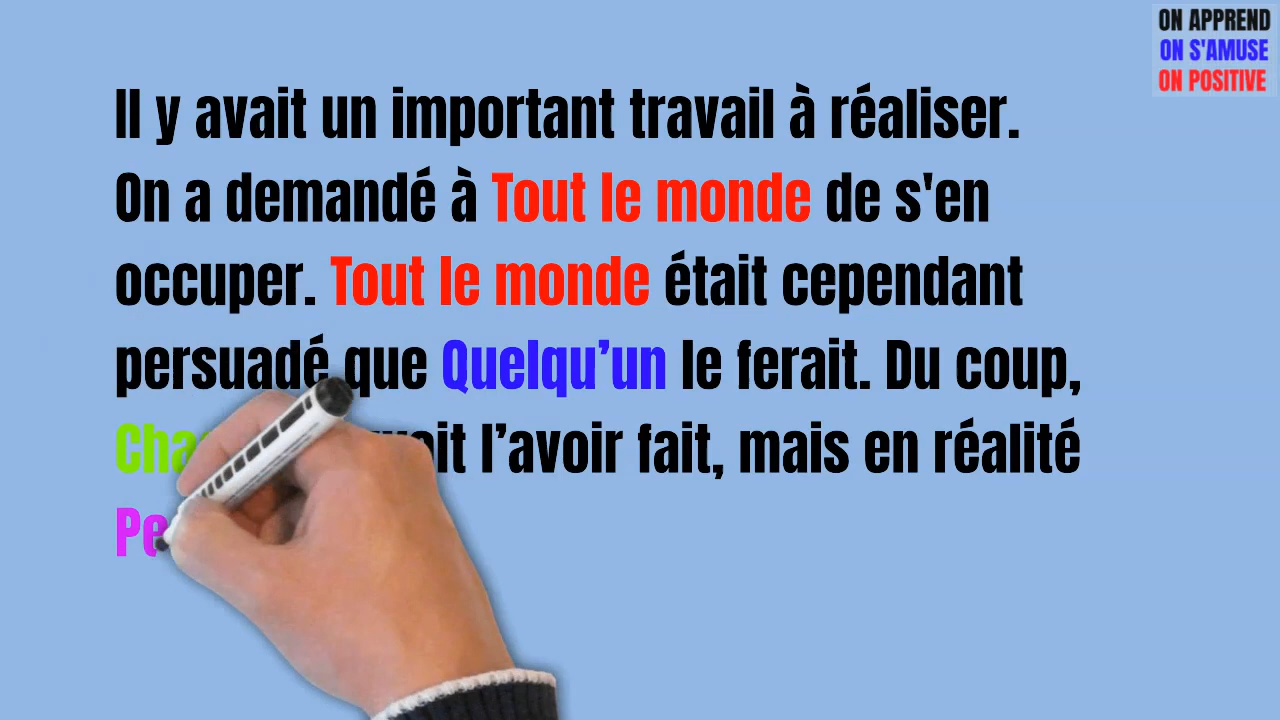 ON APPREND
ON S'AMUSE
ON POSITIVE
Il y avait un important travail à réaliser.
On a demandé à Tout le monde de s'en
occuper. Tout le monde était cependant
persuadé que Quelqu’un le ferait. Du coup,
l’avoir fait, mais en réalité